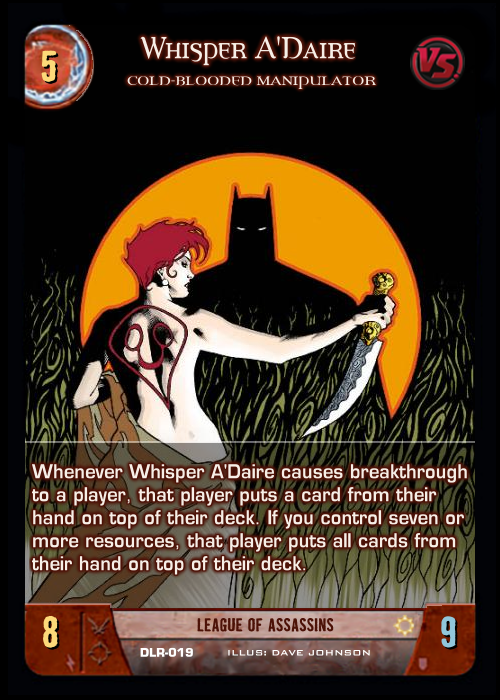 5
Whisper A'Daire
VS.
Cold-Blooded Manipulator
Whenever Whisper A'Daire causes breakthrough
to a player, that player puts a card from their
hand on top of their deck. If you control seven or
more resources, that player puts all cards from
their hand on top of their deck.
8
League of Assassins
9
DLR-019 Illus: Dave Johnson